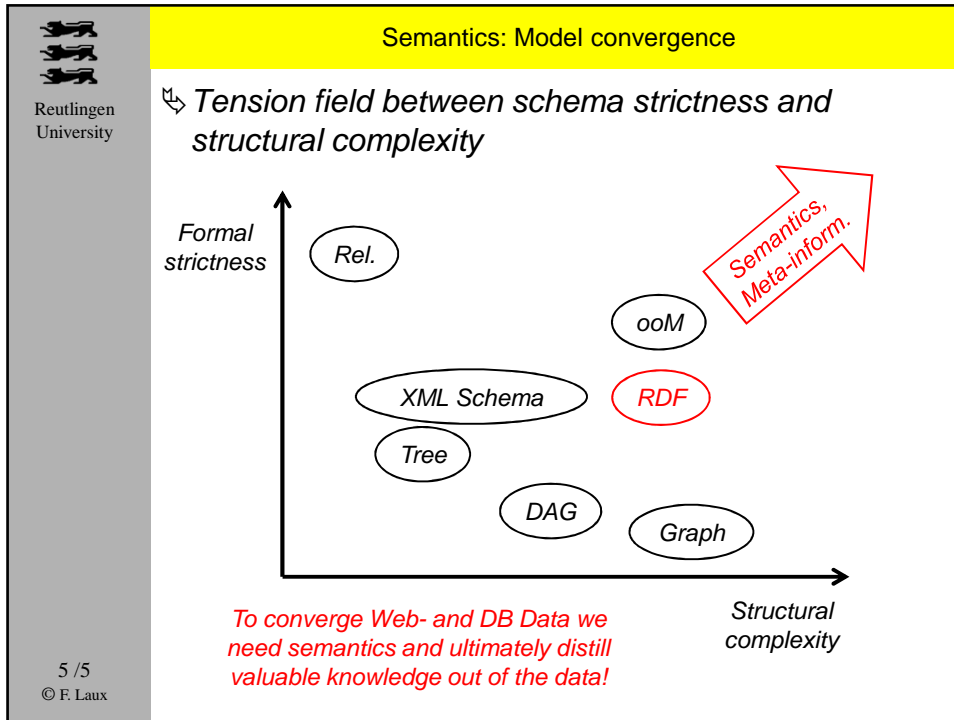 Reutlingen
University
Semantics: Model convergence
Tension field between schema strictness and
structural complexity
Formal
strictness
Rel.
Semantics,
Meta-inform.
ooM
XML Schema
RDF
Tree
DAG
Graph
Structural
complexity
To converge Web- and DB Data we
need semantics and ultimately distill
valuable knowledge out of the data!
5 /5
© F. Laux